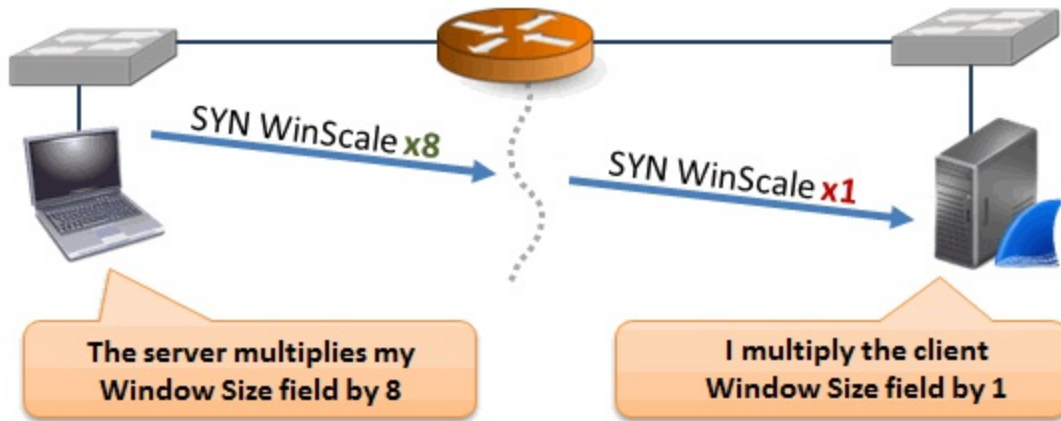 SYN WinScale x8
SYN WinScale x1
The server multiplies my
Window Size field by 8
I multiply the client
Window Size field by 1